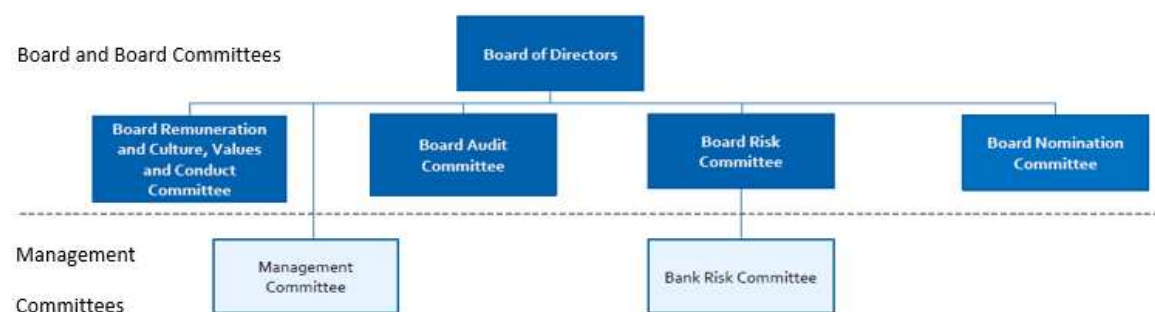 Board and Board Committees
Board of Directors
Board Remuneration
and Culture, Values
and Conduct
Committee
Board Audit
Committee
Board Risk
Committee
Board Nomination
Committee
Management
Committees
Management
Committee
Bank Risk Committee